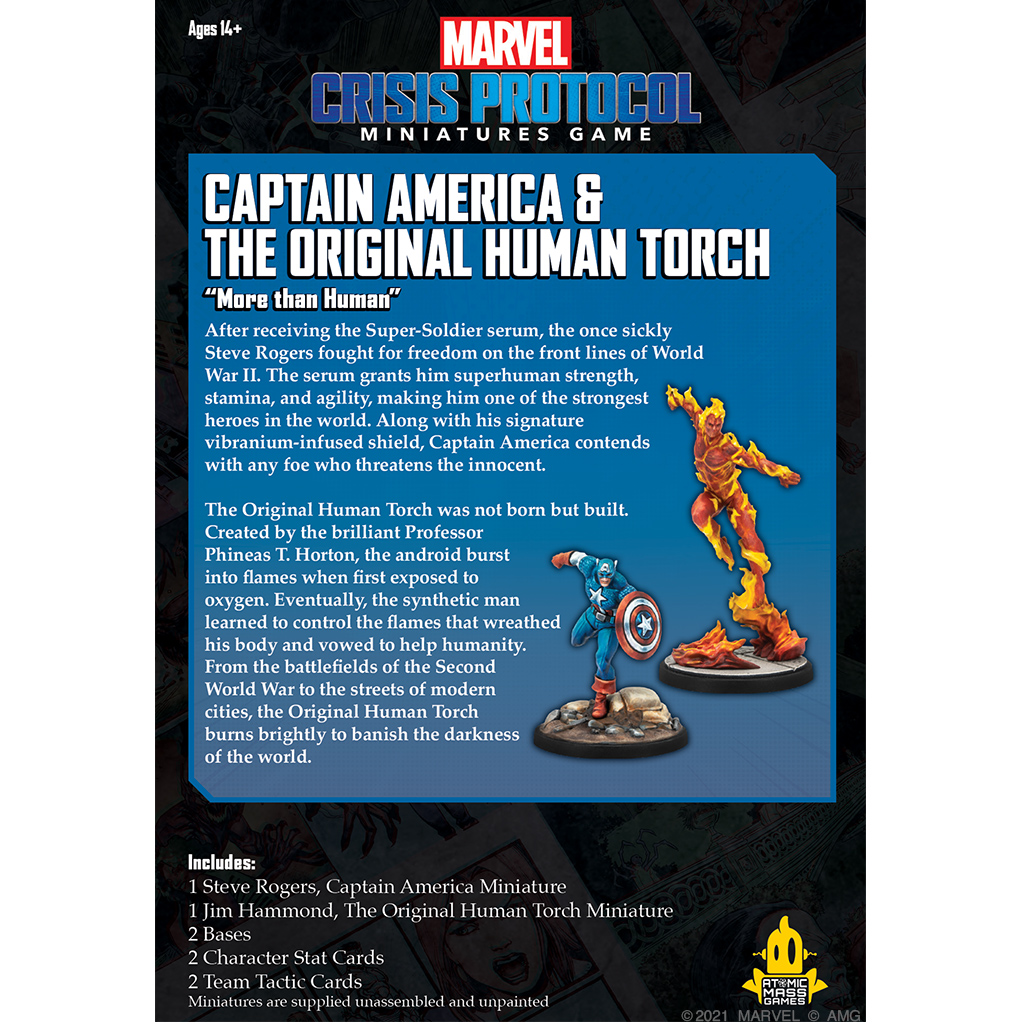 Ages 14+
MARVEL
CRISIS PROTOCOL
MINIATURES GAME
CAPTAIN AMERICA &
THE ORIGINAL HUMAN TORCH
“More than Human”
After receiving the Super-Soldier serum, the once sickly
Steve Rogers fought for freedom on the front lines of World
War II. The serum grants him superhuman strength,
stamina, and agility, making him one of the strongest
heroes in the world. Along with his signature
vibranium-infused shield, Captain America contends
with any foe who threatens the innocent.
The Original Human Torch was not born but built.
Created by the brilliant Professor
Phineas T. Horton, the android burst
into flames when first exposed to
oxygen. Eventually, the synthetic man
learned to control the flames that wreathed
his body and vowed to help humanity.
From the battlefields of the Second
World War to the streets of modern
cities, the Original Human Torch
burns brightly to banish the darkness
of the world.
Includes:
1 Steve Rogers, Captain America Miniature
1 Jim Hammond, The Original Human Torch Miniature
2 Bases
2 Character Stat Cards
2 Team Tactic Cards
Miniatures are supplied unassembled and unpainted
ATOMIC
MASS
GAMES
©2021 MARVEL © AMG